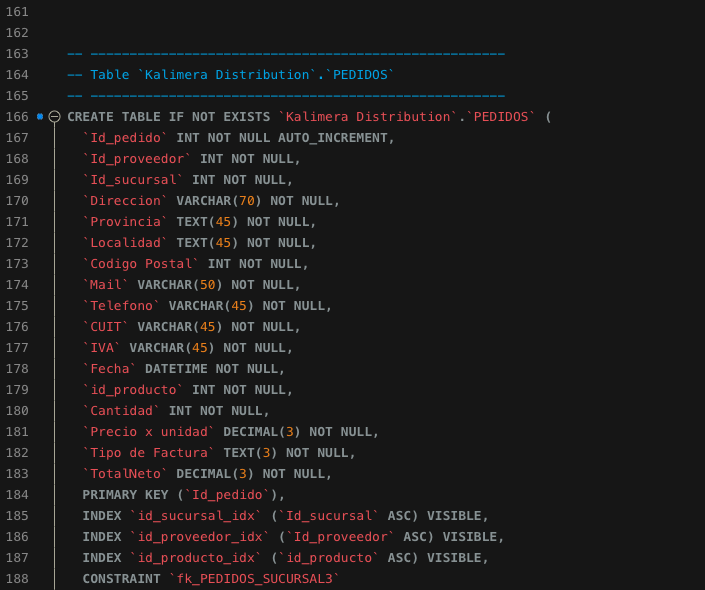 161
162
163 -- -----------------------------------------------------
164 -- Table `Kalimera Distribution`.`PEDIDOS`
165 -- -----------------------------------------------------
166 CREATE TABLE IF NOT EXISTS `Kalimera Distribution`.`PEDIDOS` (
167 `Id_pedido` INT NOT NULL AUTO_INCREMENT,
168 `Id_proveedor` INT NOT NULL,
169 `Id_sucursal` INT NOT NULL,
170 `Direccion` VARCHAR(70) NOT NULL,
171 `Provincia` TEXT(45) NOT NULL,
172 `Localidad` TEXT(45) NOT NULL,
173 `Codigo Postal` INT NOT NULL,
174 `Mail` VARCHAR(50) NOT NULL,
175 `Telefono` VARCHAR(45) NOT NULL,
176 `CUIT` VARCHAR(45) NOT NULL,
177 `IVA` VARCHAR(45) NOT NULL,
178 `Fecha` DATETIME NOT NULL,
179 `id_producto` INT NOT NULL,
180 `Cantidad` INT NOT NULL,
181 `Precio x unidad` DECIMAL(3) NOT NULL,
182 `Tipo de Factura` TEXT(3) NOT NULL,
183 `TotalNeto` DECIMAL(3) NOT NULL,
184 PRIMARY KEY (`Id_pedido`),
185 INDEX `id_sucursal_idx` (`Id_sucursal` ASC) VISIBLE,
186 INDEX `id_proveedor_idx` (`Id_proveedor` ASC) VISIBLE,
187 INDEX `id_producto_idx` (`id_producto` ASC) VISIBLE,
188 CONSTRAINT `fk_PEDIDOS_SUCURSAL3`